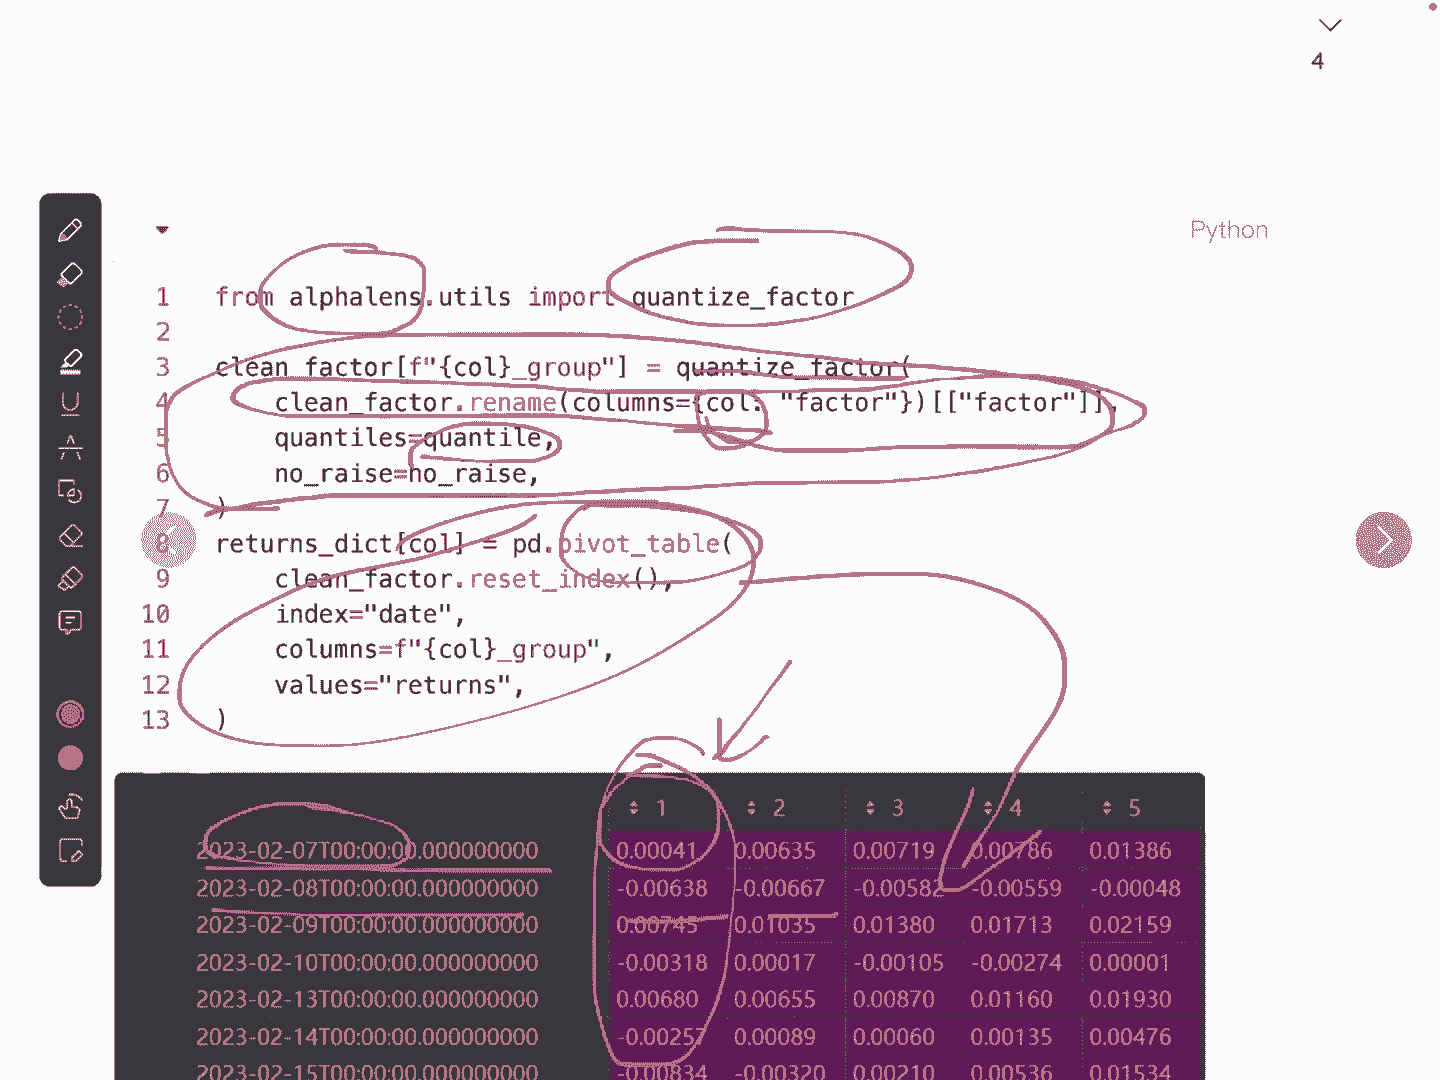 4
Python
1 from alphalens.utils import quantize_factor
2
3 clean_factor[f"{col}_group"] = quantize_factor(
4 clean_factor.rename(columns={col: "factor"})[["factor"]],
5 quantiles=quantile,
6 no_raise=no_raise,
7 )
8 returns_dict[col] = pd.pivot_table(
9 clean_factor.reset_index(),
10 index="date",
11 columns=f"{col}_group",
12 values="returns",
13 )
1 2 3 4 5
2023-02-07T00:00:00.000000000 0.00041 0.00635 0.00719 0.00786 0.01386
2023-02-08T00:00:00.000000000 -0.00638 -0.00667 -0.00582 -0.00559 -0.00048
2023-02-09T00:00:00.000000000 0.00745 0.01035 0.01380 0.01713 0.02159
2023-02-10T00:00:00.000000000 -0.00318 0.00017 -0.00105 -0.00274 0.00001
2023-02-13T00:00:00.000000000 0.00680 0.00655 0.00870 0.01160 0.01930
2023-02-14T00:00:00.000000000 -0.00257 0.00089 0.00060 0.00135 0.00476
2023-02-15T00:00:00.000000000 -0.00834 -0.00320 0.00210 0.00536 0.01534